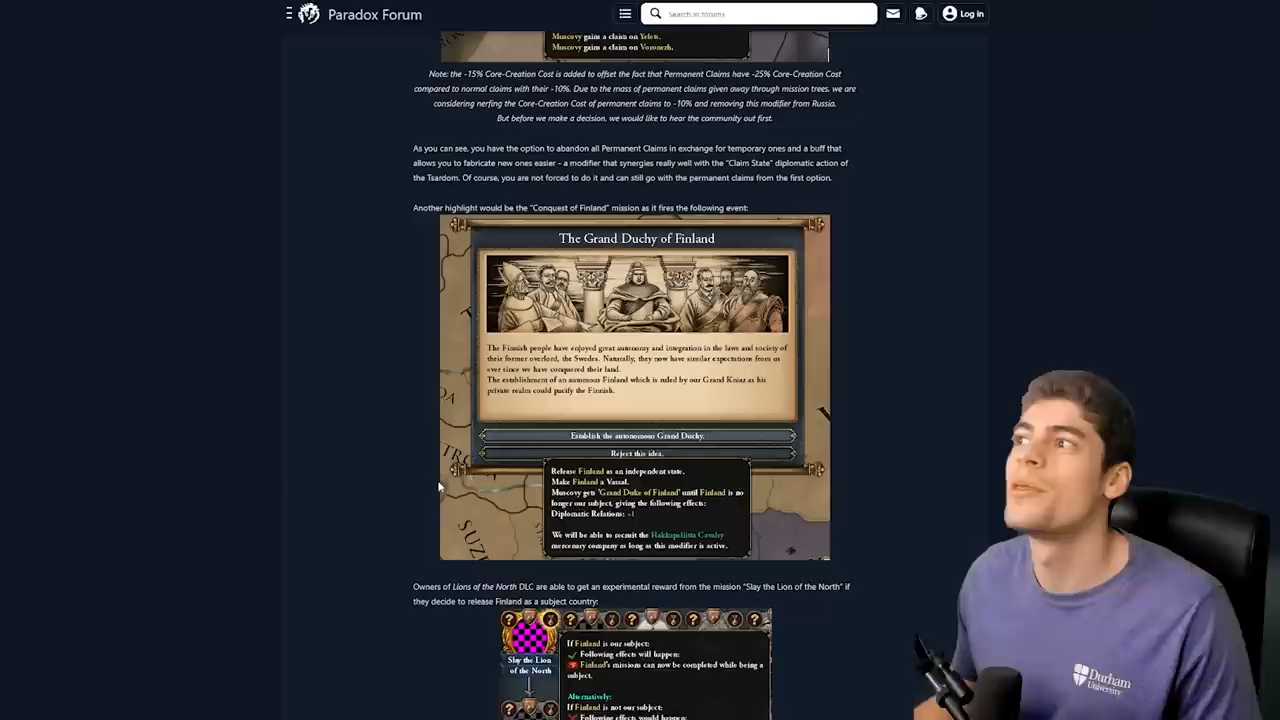 Paradox Forum
Search in forums
Log in
Muscovy gains a claim on Yelets.
Muscovy gains a claim on Voronezh.
Note: the -15% Core-Creation Cost is added to offset the fact that Permanent Claims have -25% Core-Creation Cost
compared to normal claims with their -10%. Due to the mass of permanent claims given away through mission trees, we are
considering nerfing the Core-Creation Cost of permanent claims to -10% and removing this modifier from Russia.
But before we make a decision, we would like to hear the community out first.
As you can see, you have the option to abandon all Permanent Claims in exchange for temporary ones and a buff that
allows you to fabricate new ones easier - a modifier that synergies really well with the "Claim State" diplomatic action of
the Tsardom. Of course, you are not forced to do it and can still go with the permanent claims from the first option.
Another highlight would be the "Conquest of Finland" mission as it fires the following event:
The Grand Duchy of Finland
The Finnish people have enjoyed great autonomy and integration in the laws and society of
their former overlord, the Swedes. Naturally, they now have similar expectations from us
ever since we have conquered their land.
The establishment of an automous Finland which is ruled by our Grand Kniaz as his
private realm could pacify the Finnish.
Establish the autonomous Grand Duchy.
Reject this idea.
Release Finland as an independent state.
Make Finland a Vassal.
Muscovy gets 'Grand Duke of Finland' until Finland is no
longer our subject, giving the following effects:
Diplomatic Relations: +1
We will be able to recruit the Hakkapeliitta Cavalry
mercenary company as long as this modifier is active.
SUZ
Owners of Lions of the North DLC are able to get an experimental reward from the mission "Slay the Lion of the North" if
they decide to release Finland as a subject country:
Slay the Lion
of the North
If Finland is our subject:
Following effects will happen:
Finland's missions can now be completed while being a
subject.
Alternatively:
If Finland is not our subject:
Following effects would happen:
Durham
University